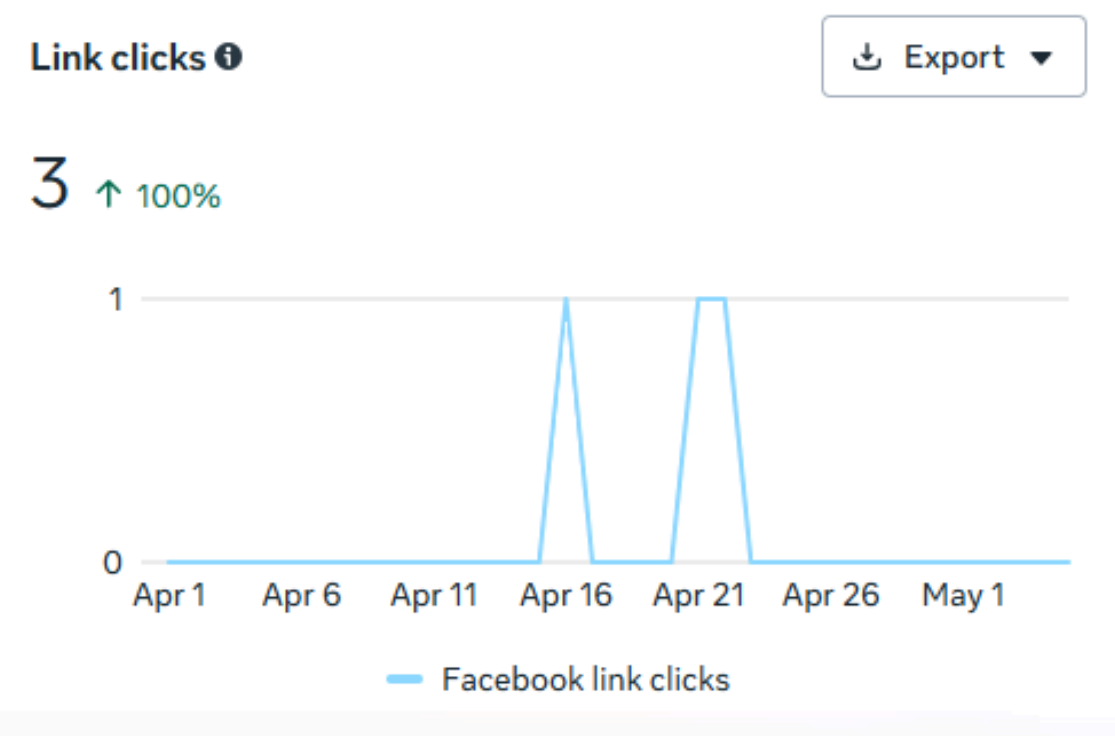 Link clicks
Export
3 ↑ 100%
1
0
Apr 1 Apr 6 Apr 11 Apr 16 Apr 21 Apr 26 May 1
Facebook link clicks